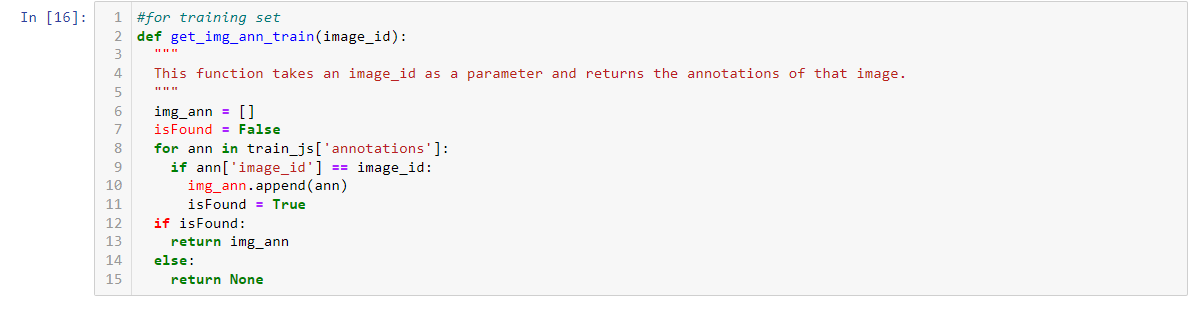 In [16]:
1 #for training set
2 def get_img_ann_train(image_id):
3   """
4   This function takes an image_id as a parameter and returns the annotations of that image.
5   """
6   img_ann = []
7   isFound = False
8   for ann in train_js['annotations']:
9     if ann['image_id'] == image_id:
10       img_ann.append(ann)
11       isFound = True
12   if isFound:
13     return img_ann
14   else:
15     return None